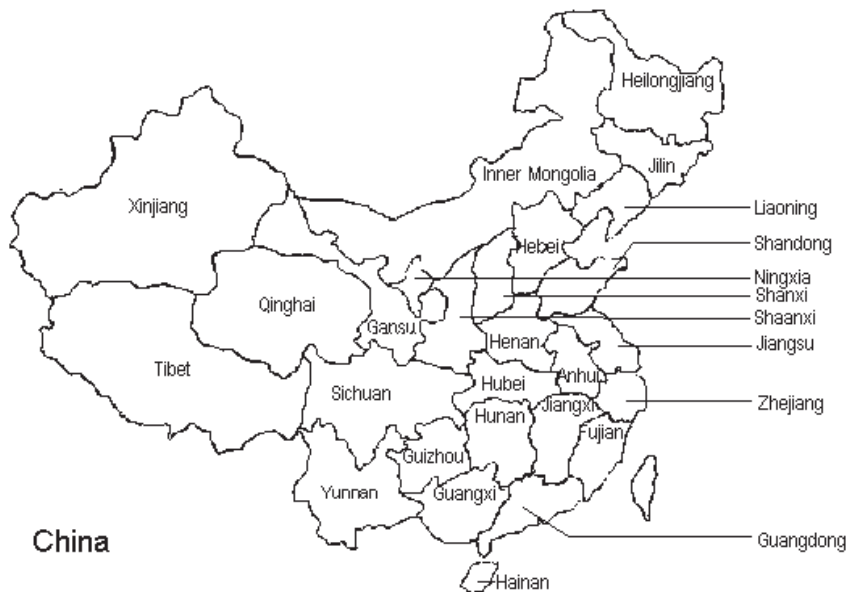 Heilongjiang
Jilin
Inner Mongolia
Xinjiang
Liaoning
Hebei
Shandong
Ningxia
Shanxi
Qinghai
Shaanxi
Gansu
Henan
Jiangsu
Tibet
Anhui
Sichuan
Hubei
Zhejiang
Jiangxi
Hunan
Fujian
Guizhou
Yunnan
Guangxi
China
Guangdong
Hainan